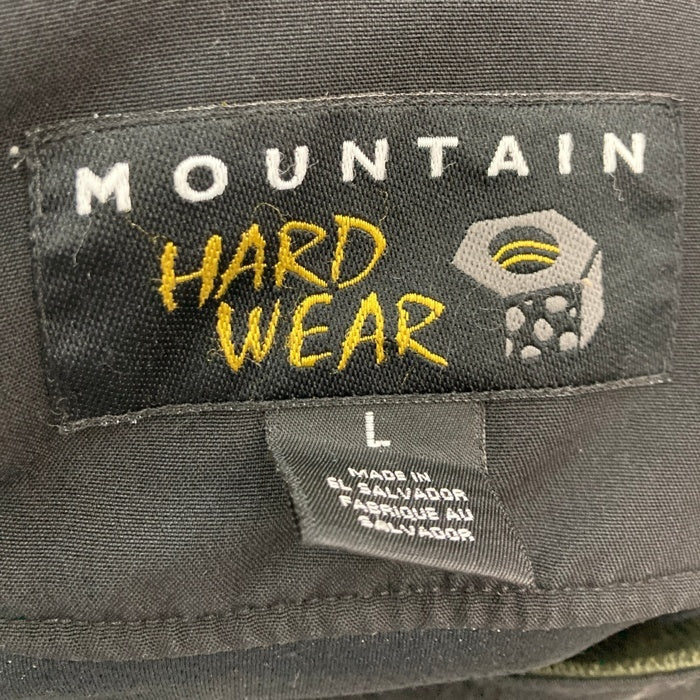 MOUNTAIN
HARD
WEAR
L
MADE IN
EL SALVADOR
FABRIQUE AU
SALVADOR